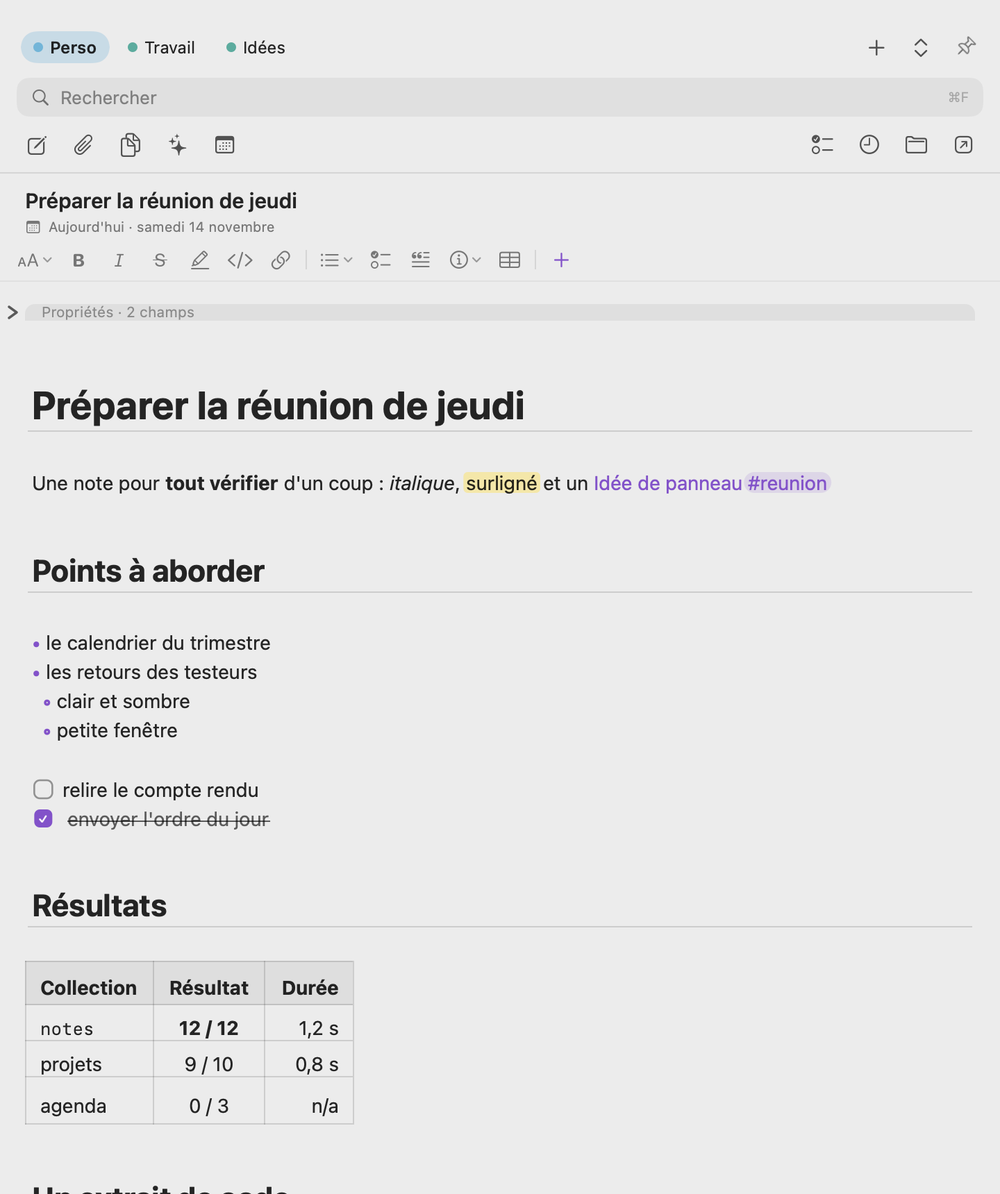 Perso Travail Idées
Rechercher ⌘F
Préparer la réunion de jeudi
Aujourd'hui · samedi 14 novembre
AA B I S </>
Propriétés · 2 champs
Préparer la réunion de jeudi
Une note pour tout vérifier d'un coup : italique, surligné et un Idée de panneau #reunion
Points à aborder
• le calendrier du trimestre
• les retours des testeurs
◦ clair et sombre
◦ petite fenêtre
relire le compte rendu
envoyer l'ordre du jour
Résultats
Collection Résultat Durée
notes 12 / 12 1,2 s
projets 9 / 10 0,8 s
agenda 0 / 3 n/a
Un extrait de code